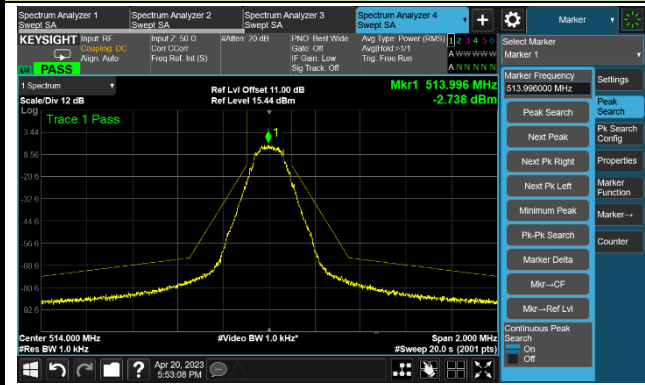 Spectrum Analyzer 1
Swept SA
Spectrum Analyzer 2
Swept SA
Spectrum Analyzer 3
Swept SA
Spectrum Analyzer 4
Swept SA
+
Marker
KEYSIGHT
Input: RF
Coupling: DC
Align: Auto
Input Z: 50 Ω
Corr CCorr
Freq Ref: Int (S)
#Atten: 20 dB
PNO: Best Wide
Gate: Off
IF Gain: Low
Sig Track: Off
Avg Type: Power (RMS)
Avg|Hold:>1/1
Trig: Free Run
1 2 3 4 5 6
A W W W W W
A N N N N N
PASS
Select Marker
Marker 1
1 Spectrum
Scale/Div 12 dB
Ref Lvl Offset 11.00 dB
Ref Level 15.44 dBm
Mkr1 513.996 MHz
-2.738 dBm
Log
Trace 1 Pass
1
3.44
-8.56
-20.6
-32.6
-44.6
-56.6
-68.6
-80.6
-92.6
Center 514.000 MHz
#Res BW 1.0 kHz
#Video BW 1.0 kHz*
Span 2.000 MHz
#Sweep 20.0 s (2001 pts)
Marker Frequency
513.996000 MHz
Peak Search
Next Peak
Next Pk Right
Next Pk Left
Minimum Peak
Pk-Pk Search
Marker Delta
Mkr→CF
Mkr→Ref Lvl
Continuous Peak
Search
On
Off
Settings
Peak
Search
Pk Search
Config
Properties
Marker
Function
Marker→
Counter
?
Apr 20, 2023
5:53:08 PM